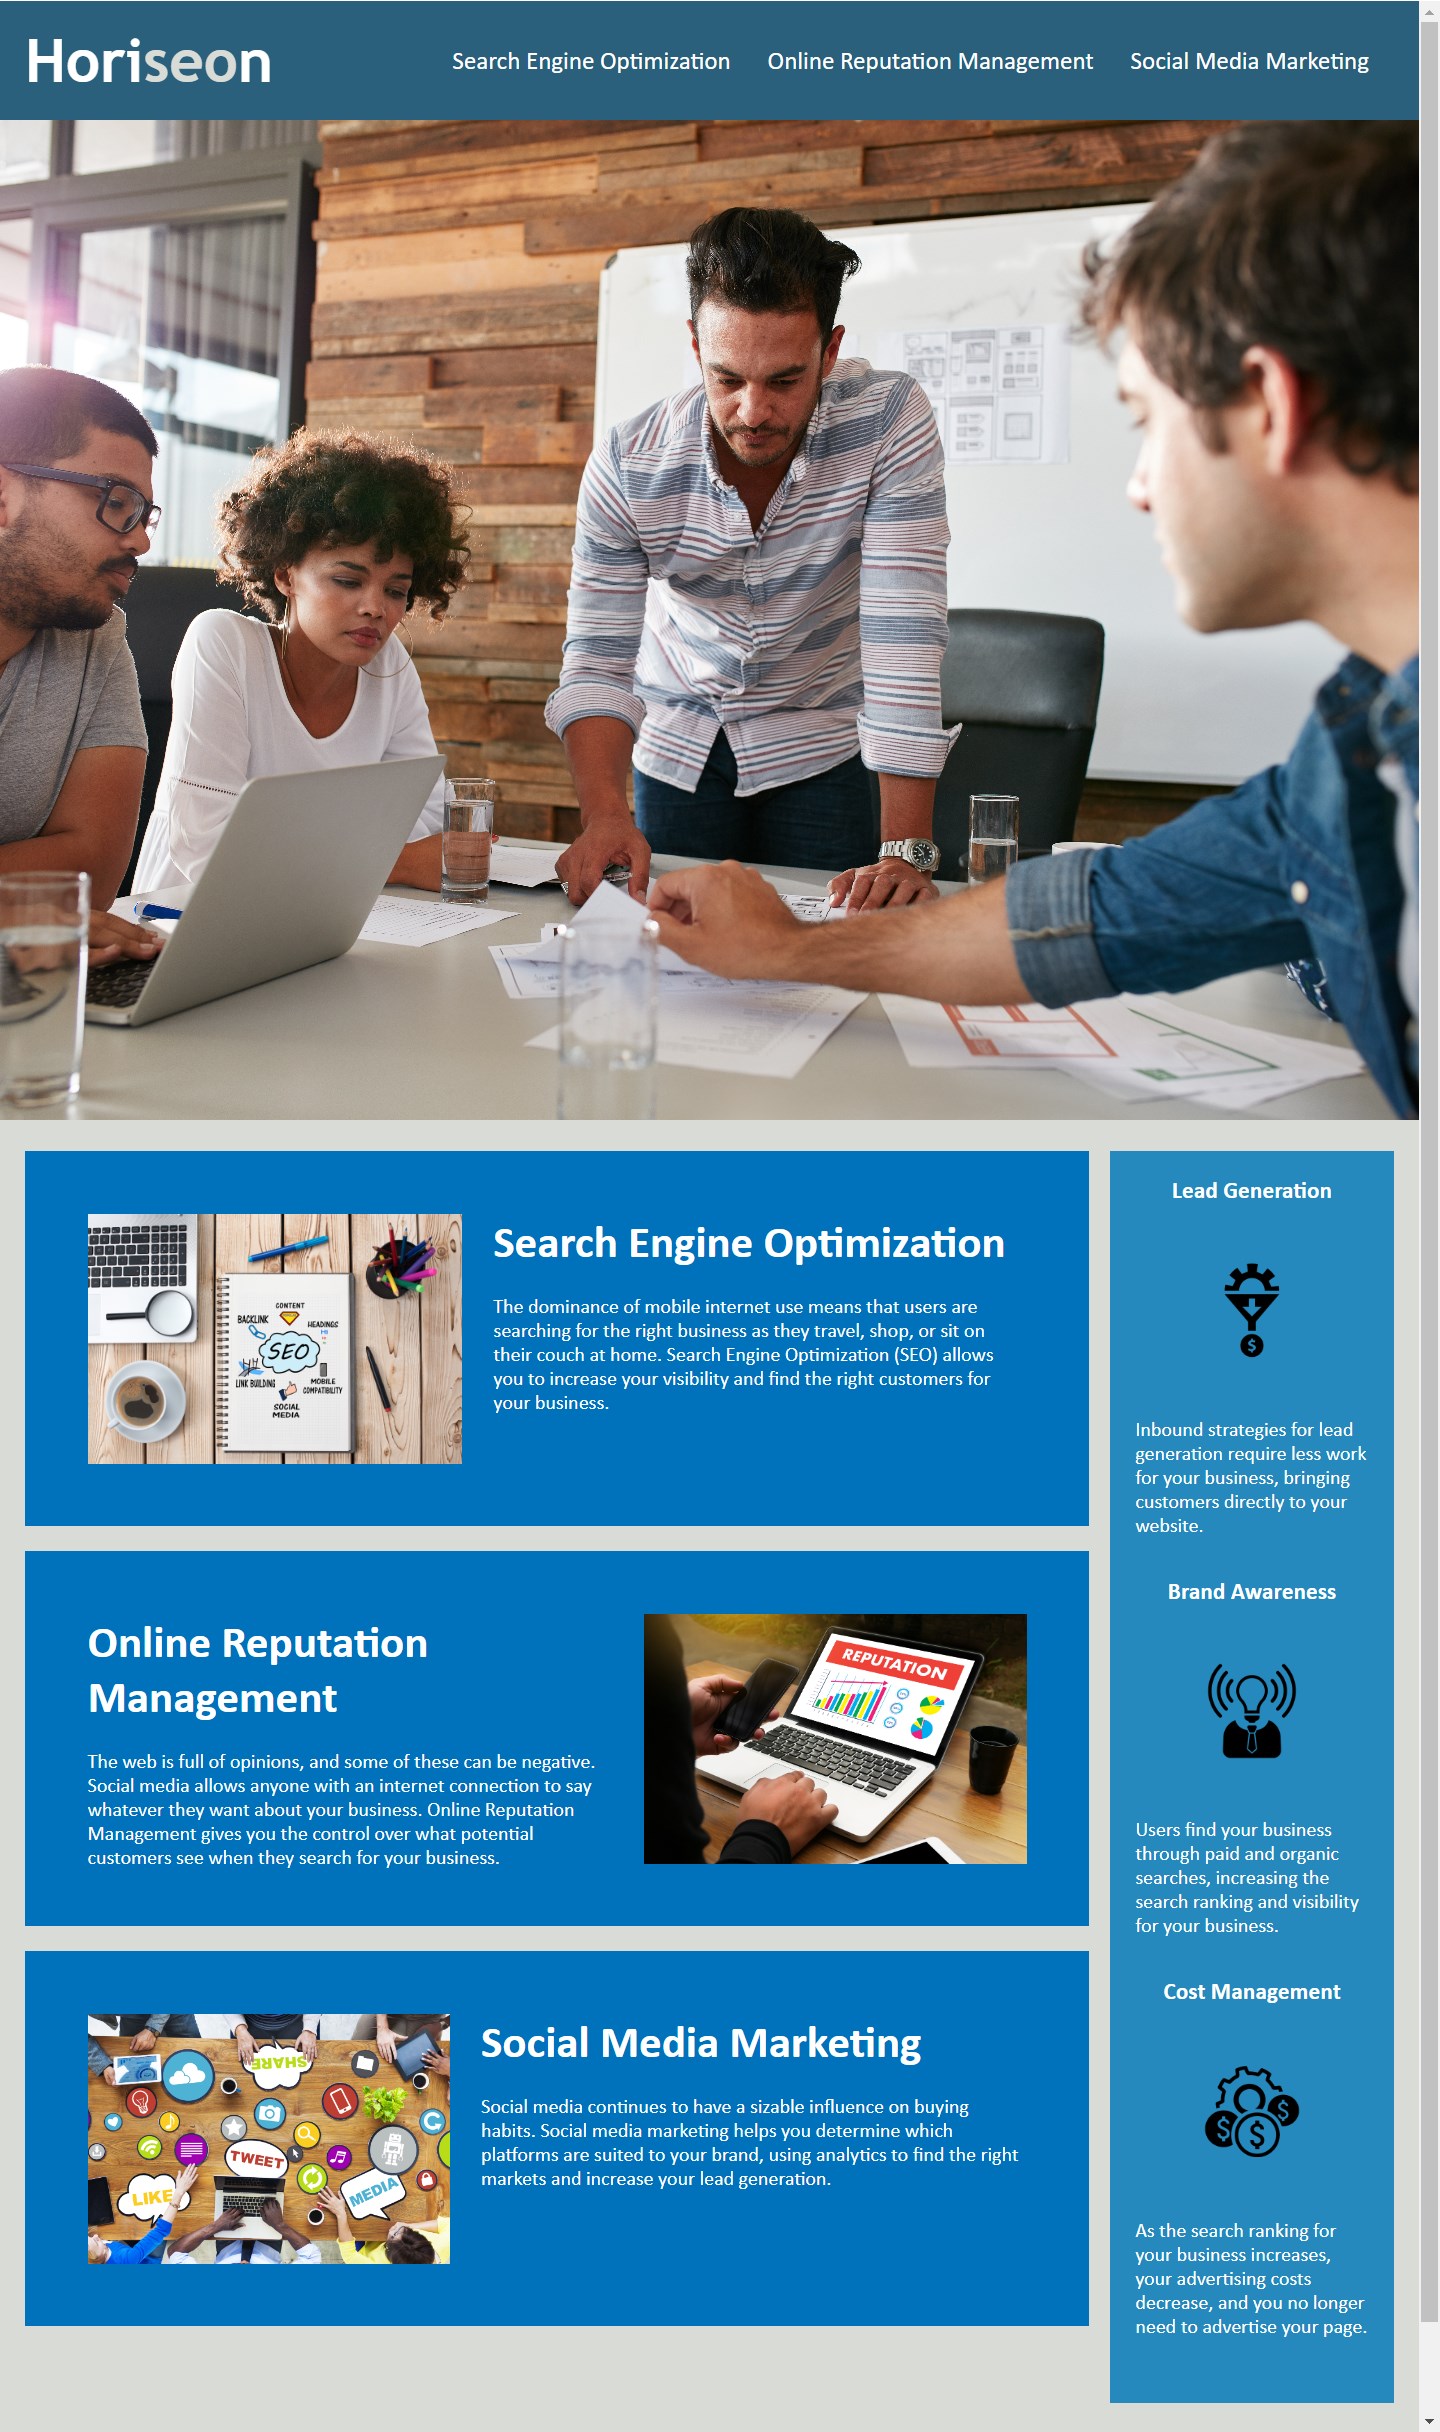 Horiseon
Search Engine Optimization
Online Reputation Management
Social Media Marketing
CONTENT
BACKLINK
HEADINGS
SEO
LINK BUILDING
MOBILE
COMPATIBILITY
SOCIAL
MEDIA
Search Engine Optimization
The dominance of mobile internet use means that users are
searching for the right business as they travel, shop, or sit on
their couch at home. Search Engine Optimization (SEO) allows
you to increase your visibility and find the right customers for
your business.
Online Reputation
Management
The web is full of opinions, and some of these can be negative.
Social media allows anyone with an internet connection to say
whatever they want about your business. Online Reputation
Management gives you the control over what potential
customers see when they search for your business.
REPUTATION
SHARE
TWEET
LIKE
MEDIA
Social Media Marketing
Social media continues to have a sizable influence on buying
habits. Social media marketing helps you determine which
platforms are suited to your brand, using analytics to find the right
markets and increase your lead generation.
Lead Generation
$
Inbound strategies for lead
generation require less work
for your business, bringing
customers directly to your
website.
Brand Awareness
Users find your business
through paid and organic
searches, increasing the
search ranking and visibility
for your business.
Cost Management
$ $ $
As the search ranking for
your business increases,
your advertising costs
decrease, and you no longer
need to advertise your page.